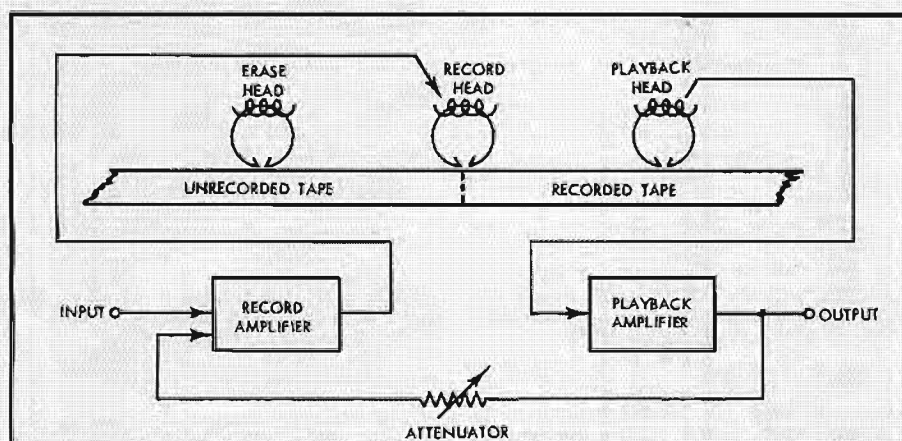 ERASE
HEAD
RECORD
HEAD
PLAYBACK
HEAD
UNRECORDED TAPE
RECORDED TAPE
INPUT
RECORD
AMPLIFIER
PLAYBACK
AMPLIFIER
OUTPUT
ATTENUATOR